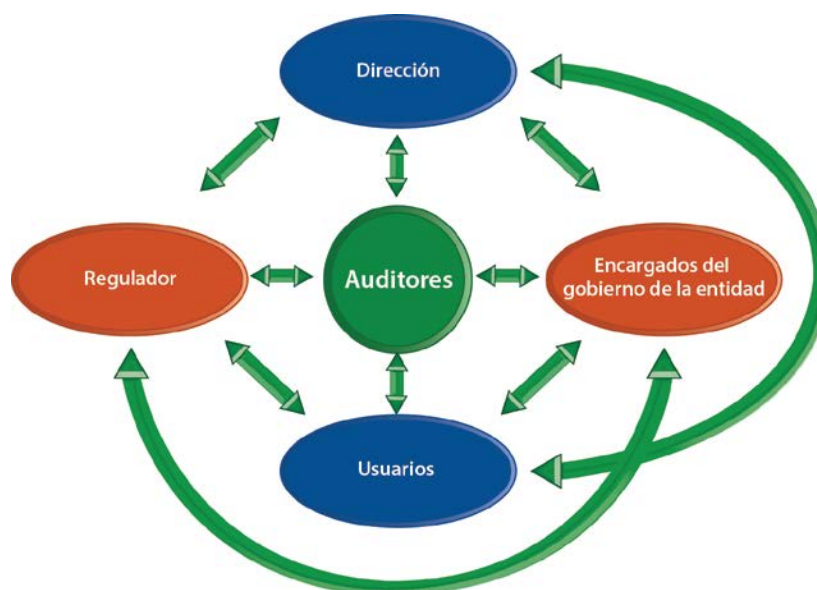 Dirección
Regulador
Auditores
Encargados del
gobierno de la entidad
Usuarios